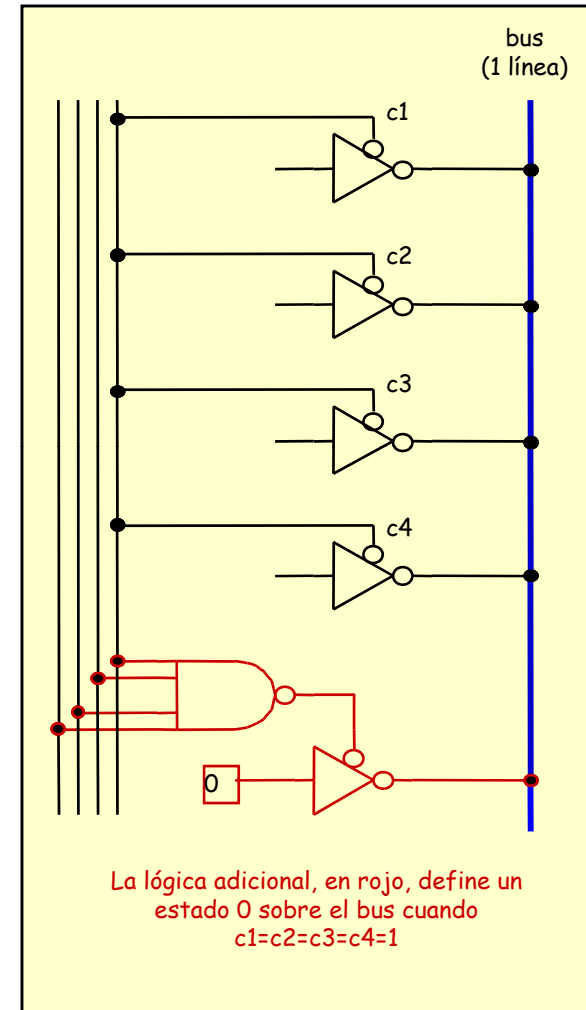 bus
(1 línea)
c1
c2
c3
c4
0
La lógica adicional, en rojo, define un
estado 0 sobre el bus cuando
c1=c2=c3=c4=1